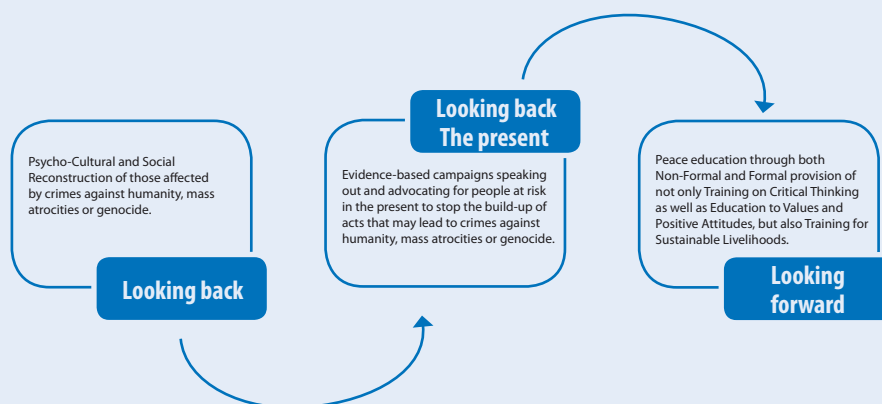 Psycho-Cultural and Social
Reconstruction of those affected
by crimes against humanity, mass
atrocities or genocide.
Looking back
Looking back
The present
Evidence-based campaigns speaking
out and advocating for people at risk
in the present to stop the build-up of
acts that may lead to crimes against
humanity, mass atrocities or genocide.
Peace education through both
Non-Formal and Formal provision of
not only Training on Critical Thinking
as well as Education to Values and
Positive Attitudes, but also Training for
Sustainable Livelihoods.
Looking
forward